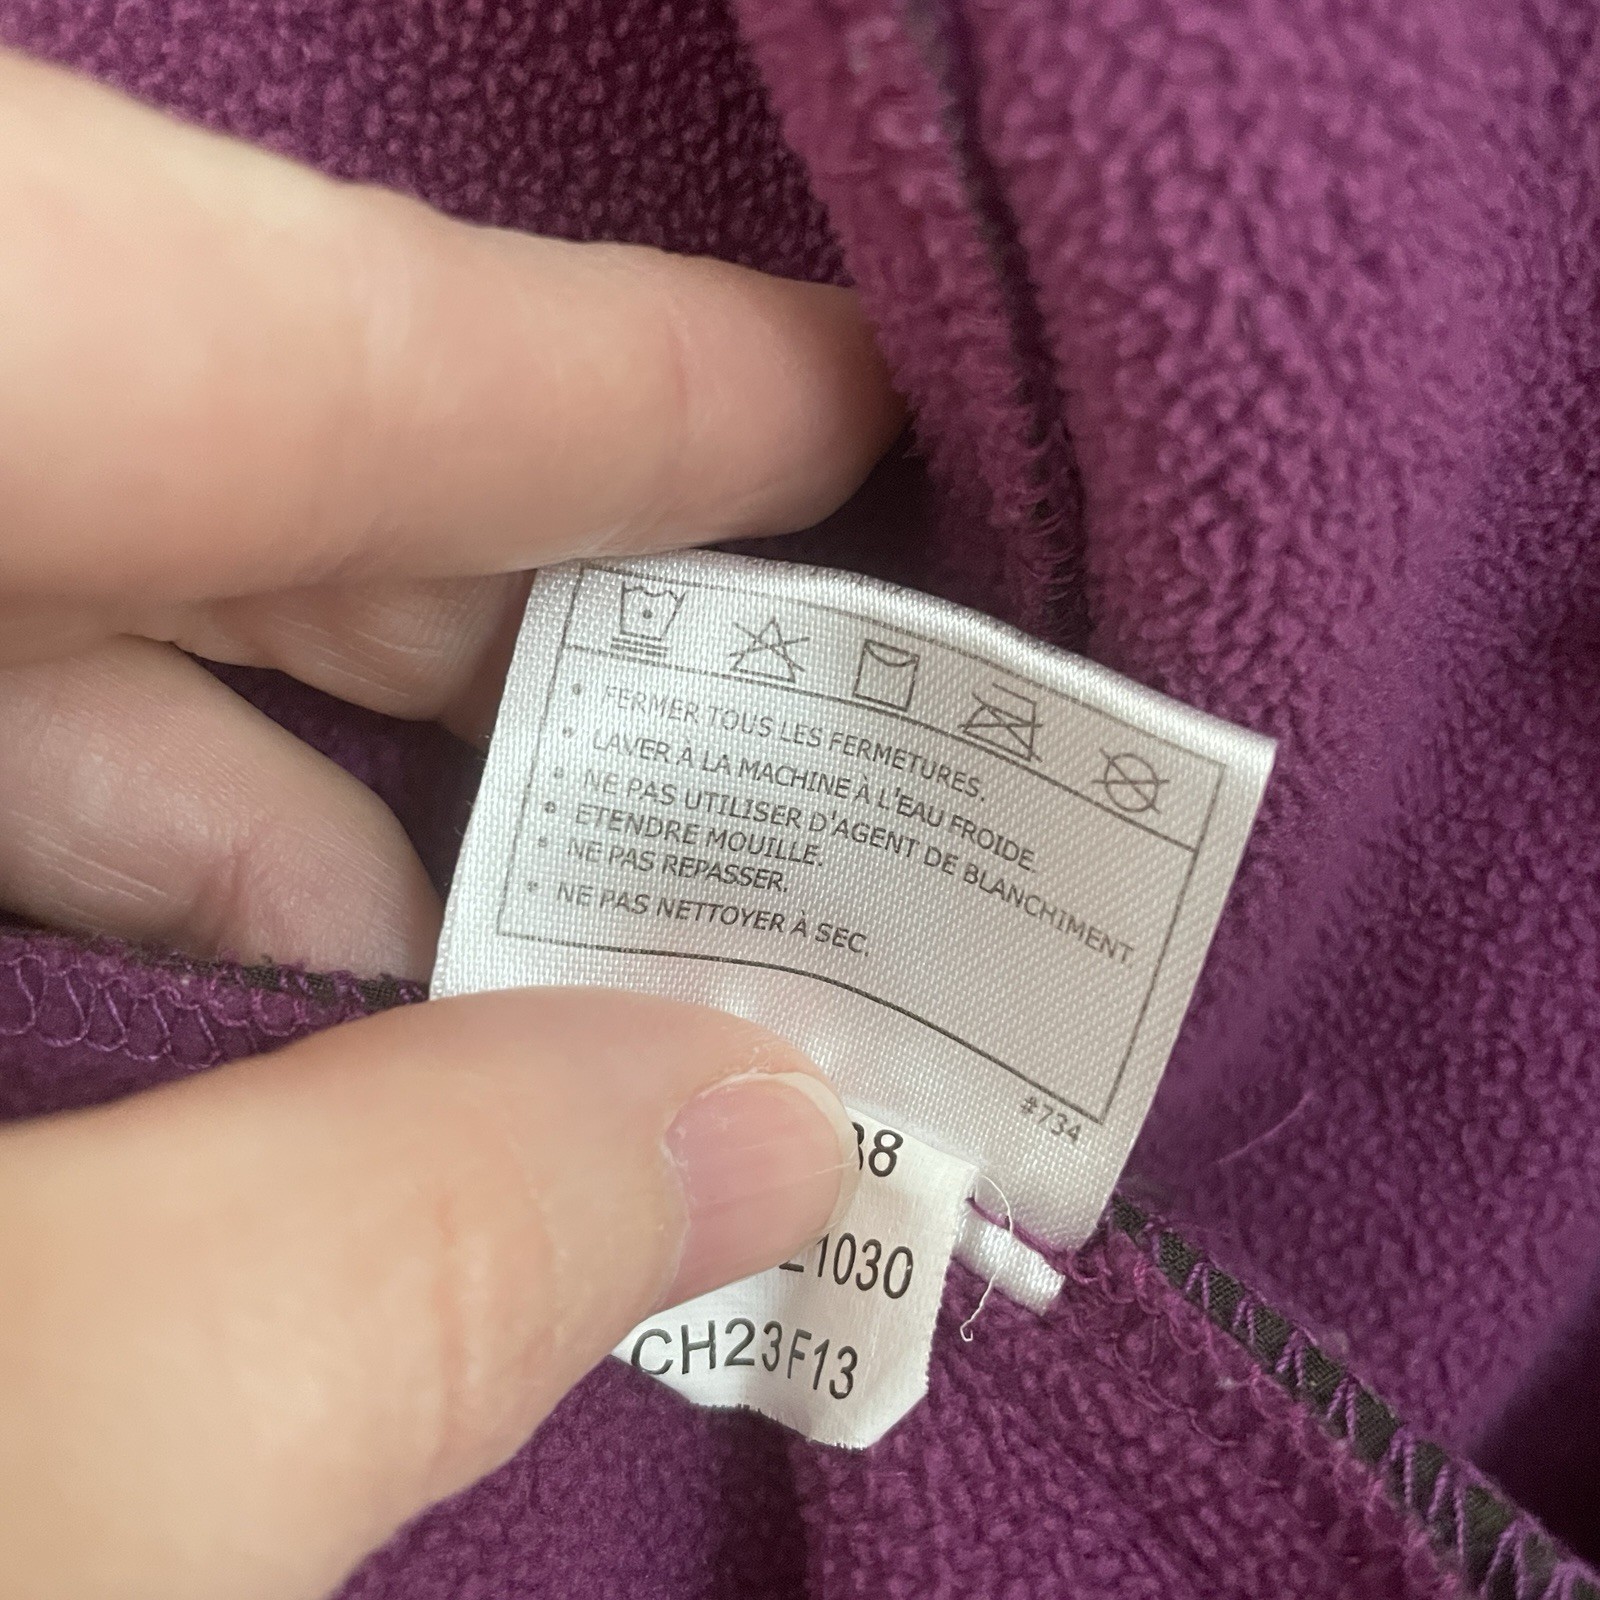 • FERMER TOUS LES FERMETURES.
• LAVER À LA MACHINE À L'EAU FROIDE.
• NE PAS UTILISER D'AGENT DE BLANCHIMENT.
• ETENDRE MOUILLE.
• NE PAS REPASSER.
• NE PAS NETTOYER À SEC.
#734
1030
CH23F13